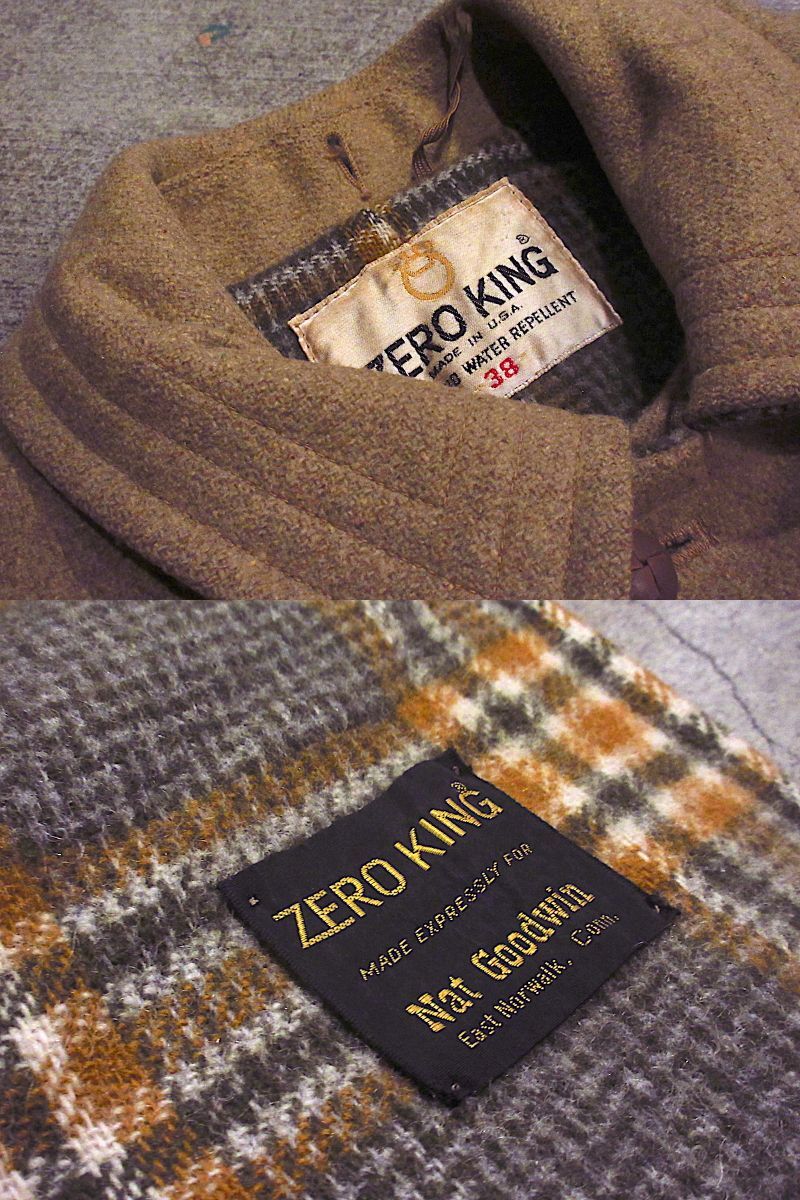 ZERO KING®
MADE IN U.S.A.
WATER REPELLENT
38
ZERO KING®
MADE EXPRESSLY FOR
Nat Goodwin
East Norwalk, Conn.